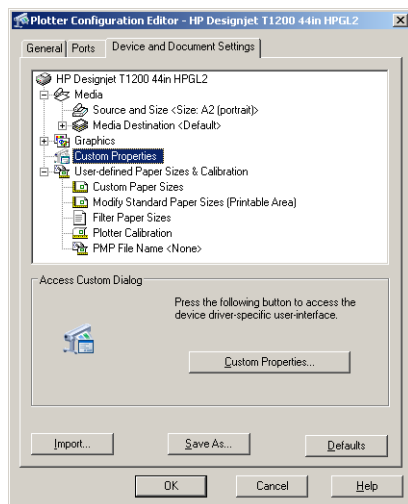 Plotter Configuration Editor - HP Designjet T1200 44in HPGL2
General Ports Device and Document Settings
HP Designjet T1200 44in HPGL2
Media
Source and Size <Size: A2 (portrait)>
Media Destination <Default>
Graphics
Custom Properties
User-defined Paper Sizes & Calibration
Custom Paper Sizes
Modify Standard Paper Sizes (Printable Area)
Filter Paper Sizes
Plotter Calibration
PMP File Name <None>
Access Custom Dialog
Press the following button to access the
device driver-specific user-interface.
Custom Properties...
Import... Save As... Defaults
OK Cancel Help